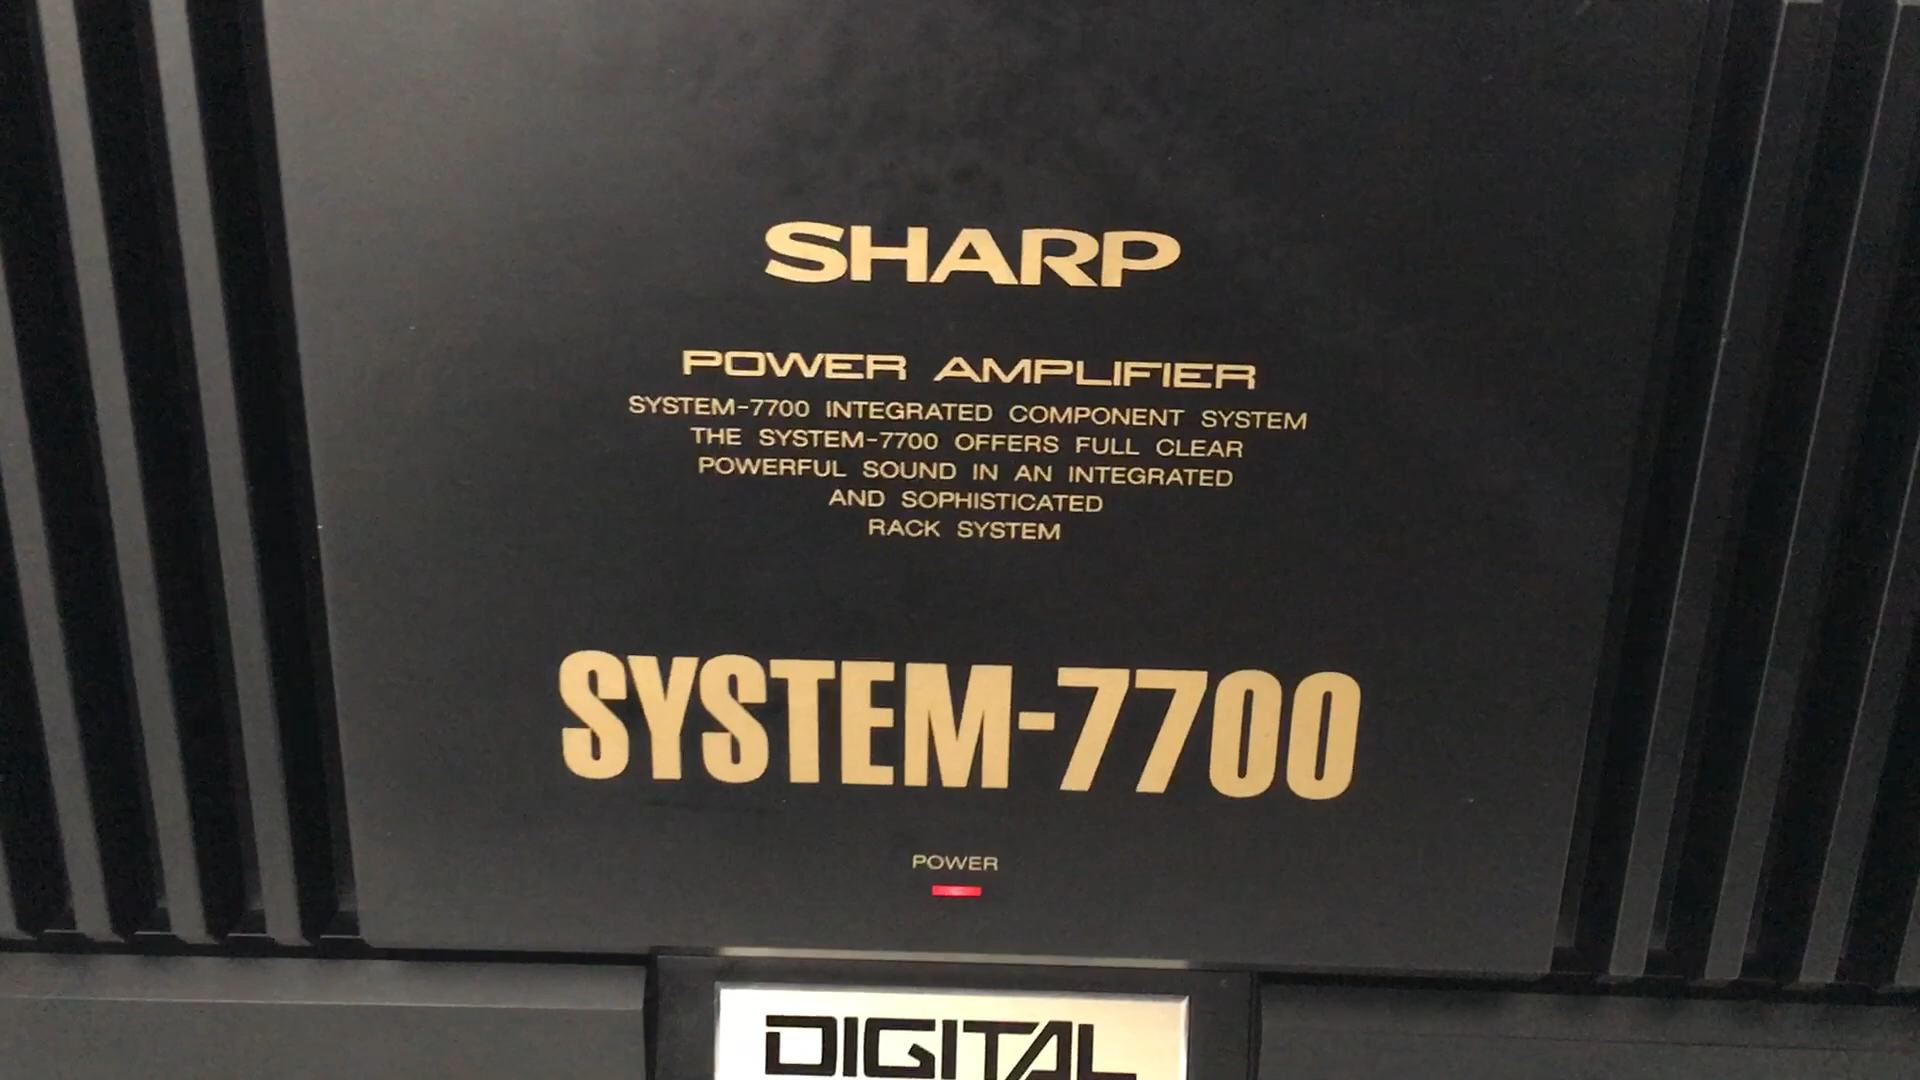 SHARP
POWER AMPLIFIER
SYSTEM-7700 INTEGRATED COMPONENT SYSTEM
THE SYSTEM-7700 OFFERS FULL CLEAR
POWERFUL SOUND IN AN INTEGRATED
AND SOPHISTICATED
RACK SYSTEM
SYSTEM-7700
POWER
DIGITAL